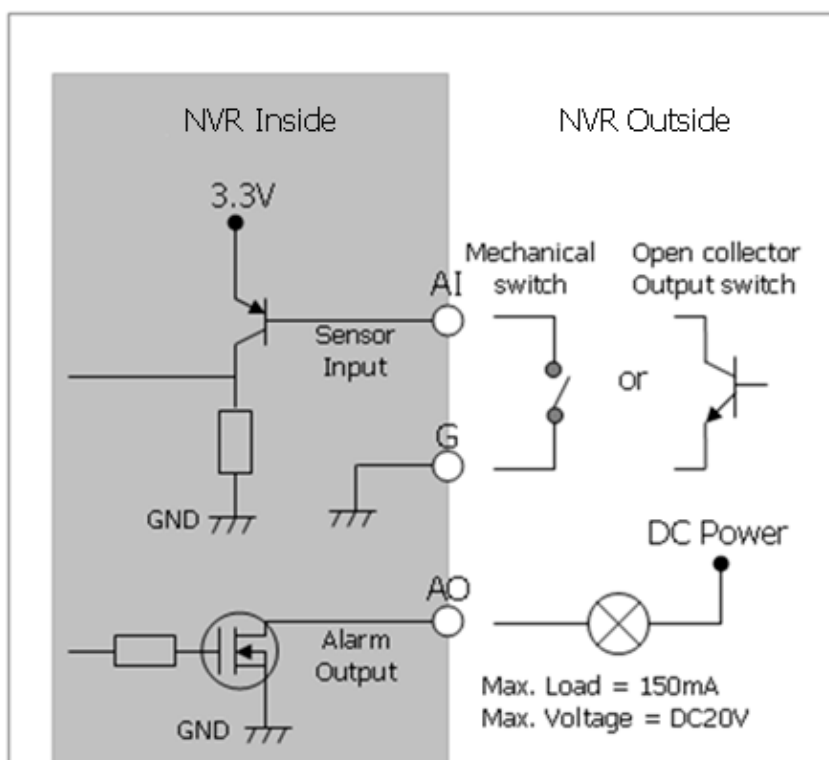 NVR Inside
NVR Outside
3.3V
Mechanical
switch
Open collector
Output switch
AI
Sensor
Input
or
G
GND
DC Power
AO
Alarm
Output
GND
Max. Load = 150mA
Max. Voltage = DC20V